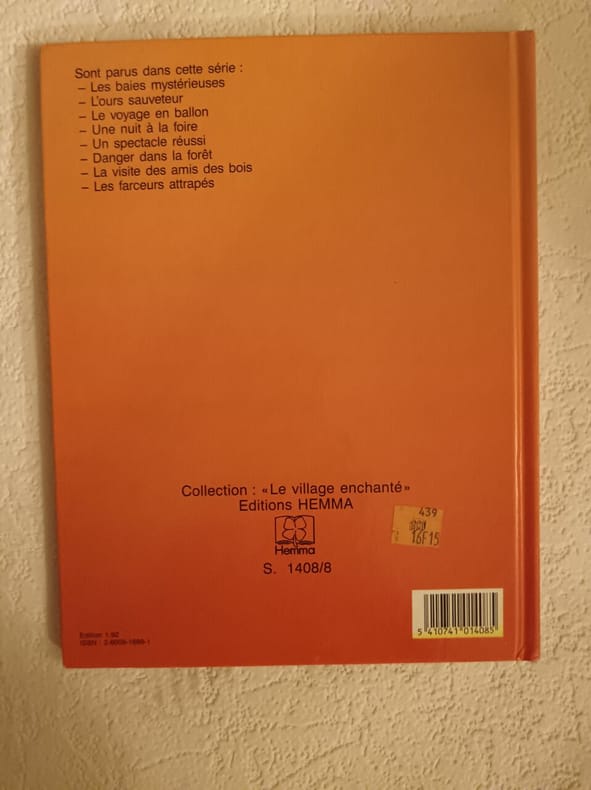 Sont parus dans cette série :
– Les baies mystérieuses
– L'ours sauveteur
– Le voyage en ballon
– Une nuit à la foire
– Un spectacle réussi
– Danger dans la forêt
– La visite des amis des bois
– Les farceurs attrapés
Collection : «Le village enchanté»
Editions HEMMA
Hemma
S. 1408/8
439
16F15
5 410741 014085
Edition 1.92
ISBN :